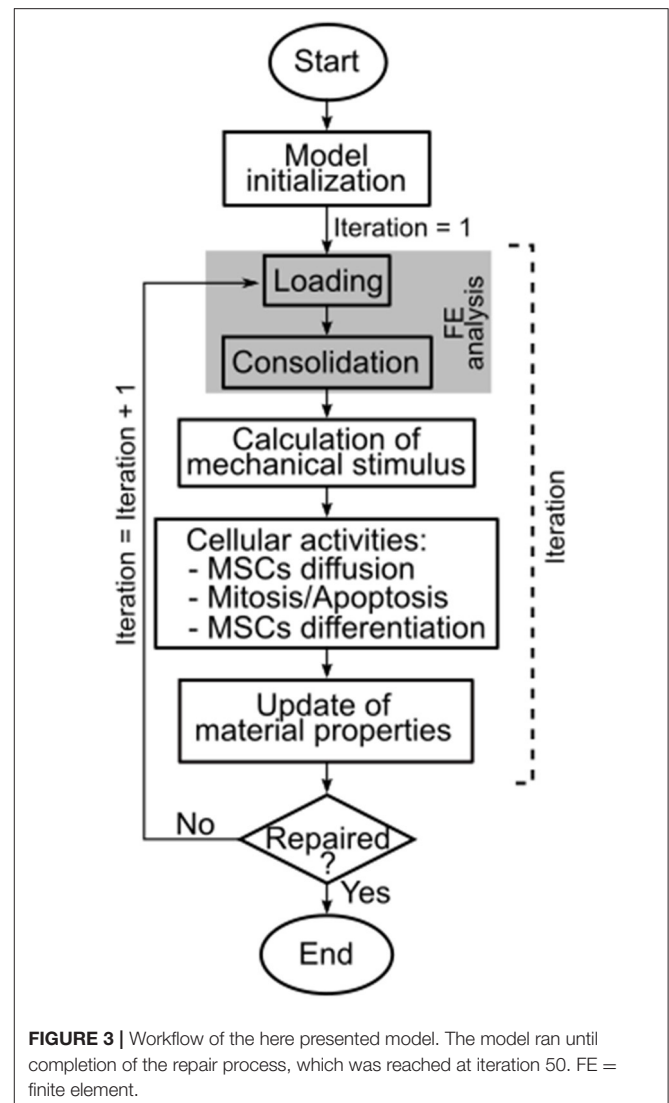 Start
Model
initialization
Iteration = 1
Loading
Consolidation
FE
analysis
Calculation of
mechanical stimulus
Cellular activities:
- MSCs diffusion
- Mitosis/Apoptosis
- MSCs differentiation
Update of
material properties
Iteration
Iteration = Iteration + 1
No
Repaired
?
Yes
End
FIGURE 3 | Workflow of the here presented model. The model ran until
completion of the repair process, which was reached at iteration 50. FE =
finite element.